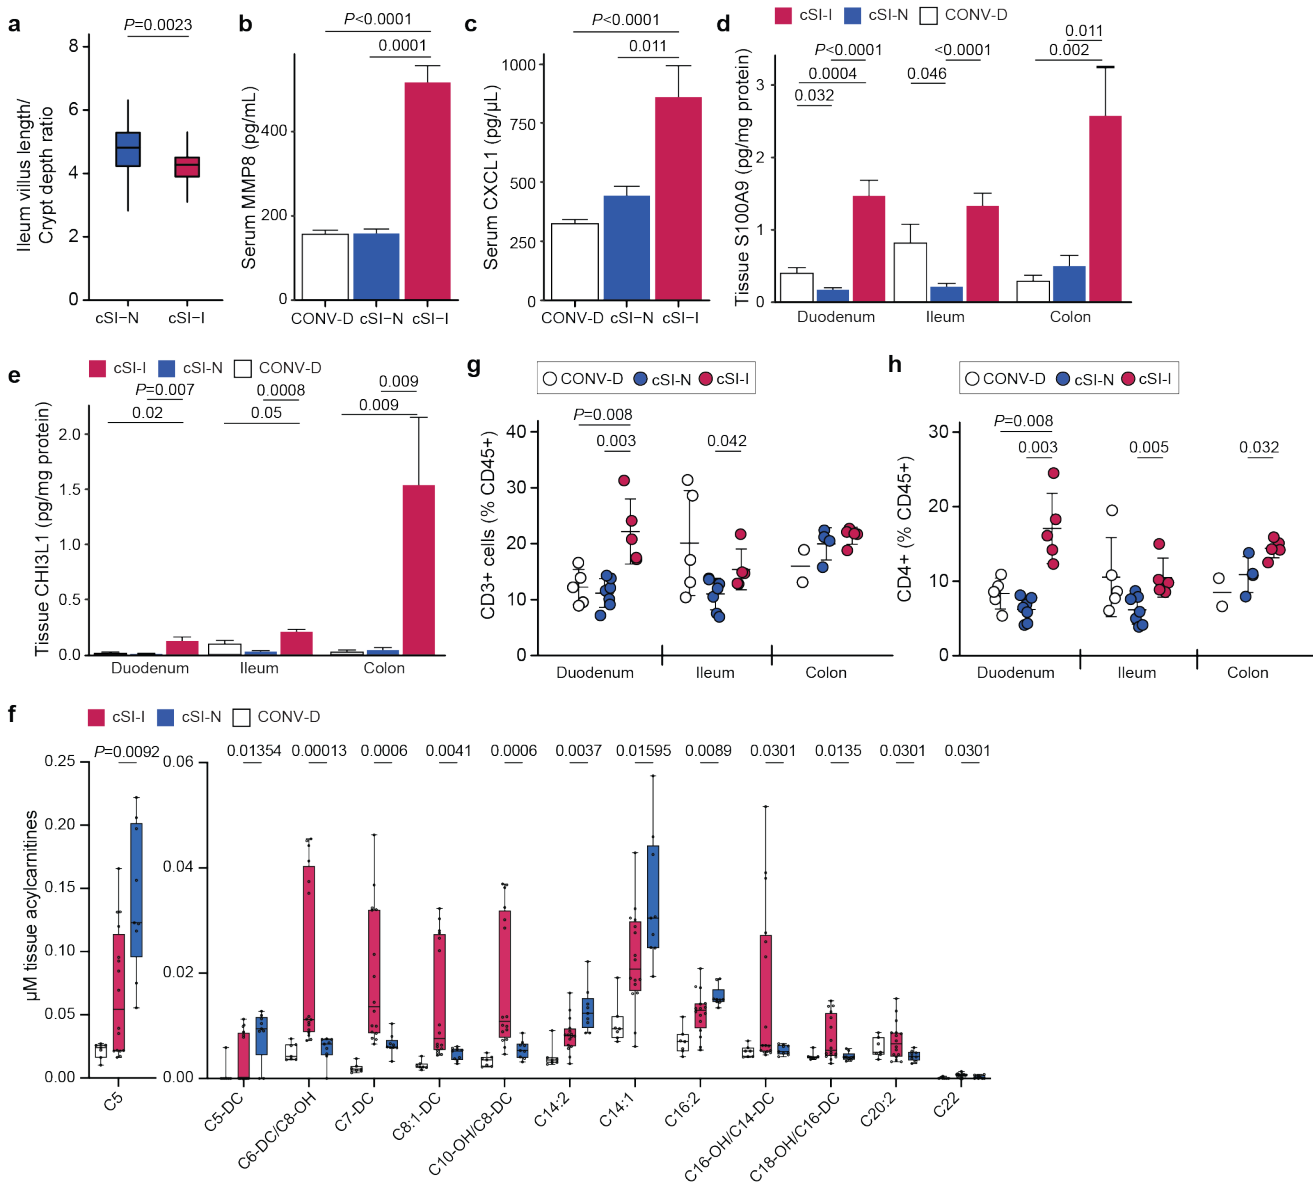 a
P=0.0023
8
6
4
2
0
Ileum villus length/
Crypt depth ratio
cSI−N
cSI−I
b
P<0.0001
0.0001
400
200
0
Serum MMP8 (pg/mL)
CONV-D
cSI−N
cSI−I
c
P<0.0001
0.011
1000
750
500
250
0
Serum CXCL1 (pg/µL)
CONV-D
cSI−N
cSI−I
d
cSI-I
cSI-N
CONV-D
P<0.0001
0.0004
0.032
<0.0001
0.046
0.011
0.002
3
2
1
0
Tissue S100A9 (pg/mg protein)
Duodenum
Ileum
Colon
e
cSI-I
cSI-N
CONV-D
P=0.007
0.02
0.0008
0.05
0.009
0.009
2.0
1.5
1.0
0.5
0.0
Tissue CHI3L1 (pg/mg protein)
Duodenum
Ileum
Colon
g
CONV-D
cSI-N
cSI-I
P=0.008
0.003
0.042
40
30
20
10
0
CD3+ cells (% CD45+)
Duodenum
Ileum
Colon
h
CONV-D
cSI-N
cSI-I
P=0.008
0.003
0.005
0.032
30
20
10
0
CD4+ (% CD45+)
Duodenum
Ileum
Colon
f
cSI-I
cSI-N
CONV-D
P=0.0092
0.25
0.20
0.15
0.10
0.05
0.00
µM tissue acylcarnitines
C5
0.01354
0.00013
0.0006
0.0041
0.0006
0.0037
0.01595
0.0089
0.0301
0.0135
0.0301
0.0301
0.06
0.04
0.02
0.00
C5-DC
C6-DC/C8-OH
C7-DC
C8:1-DC
C10-OH/C8-DC
C14:2
C14:1
C16:2
C16-OH/C14-DC
C18-OH/C16-DC
C20:2
C22